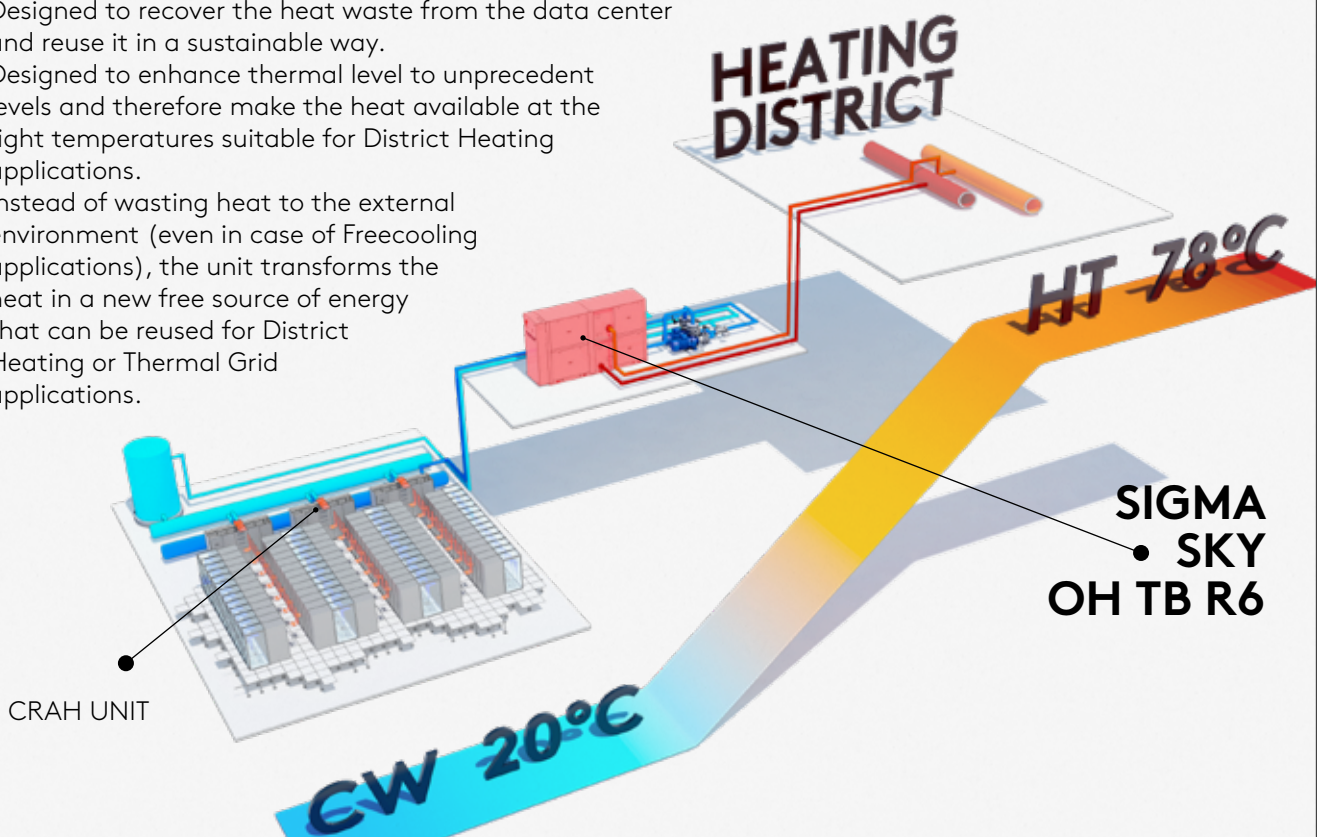 Designed to recover the heat waste from the data center
and reuse it in a sustainable way.
Designed to enhance thermal level to unprecedent
evels and therefore make the heat available at the
ight temperatures suitable for District Heating
applications.
nstead of wasting heat to the external
environment (even in case of Freecooling
applications), the unit transforms the
heat in a new free source of energy
that can be reused for District
Heating or Thermal Grid
applications.
HEATING
DISTRICT
HT 78°C
SIGMA
SKY
OH TB R6
CRAH UNIT
CW 20°C